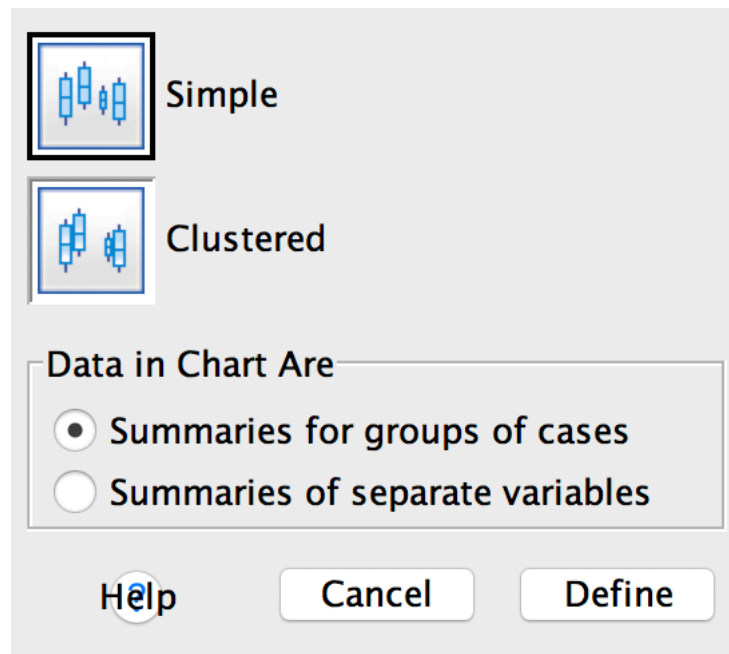 Simple
Clustered
Data in Chart Are
Summaries for groups of cases
Summaries of separate variables
Help Cancel Define